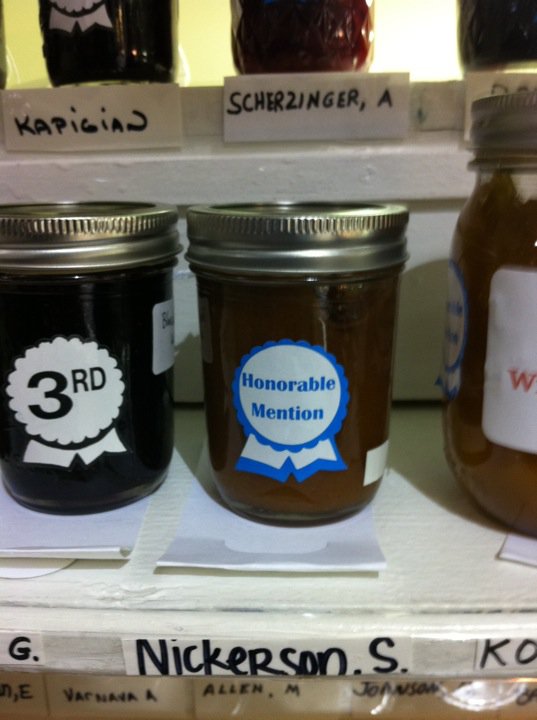 KAPIGIAN
SCHERZINGER, A
3RD
Honorable
Mention
W
G.
Nickerson, S.
KO
N,E
VARNAVA A
ALLEN, M
JOHNSON